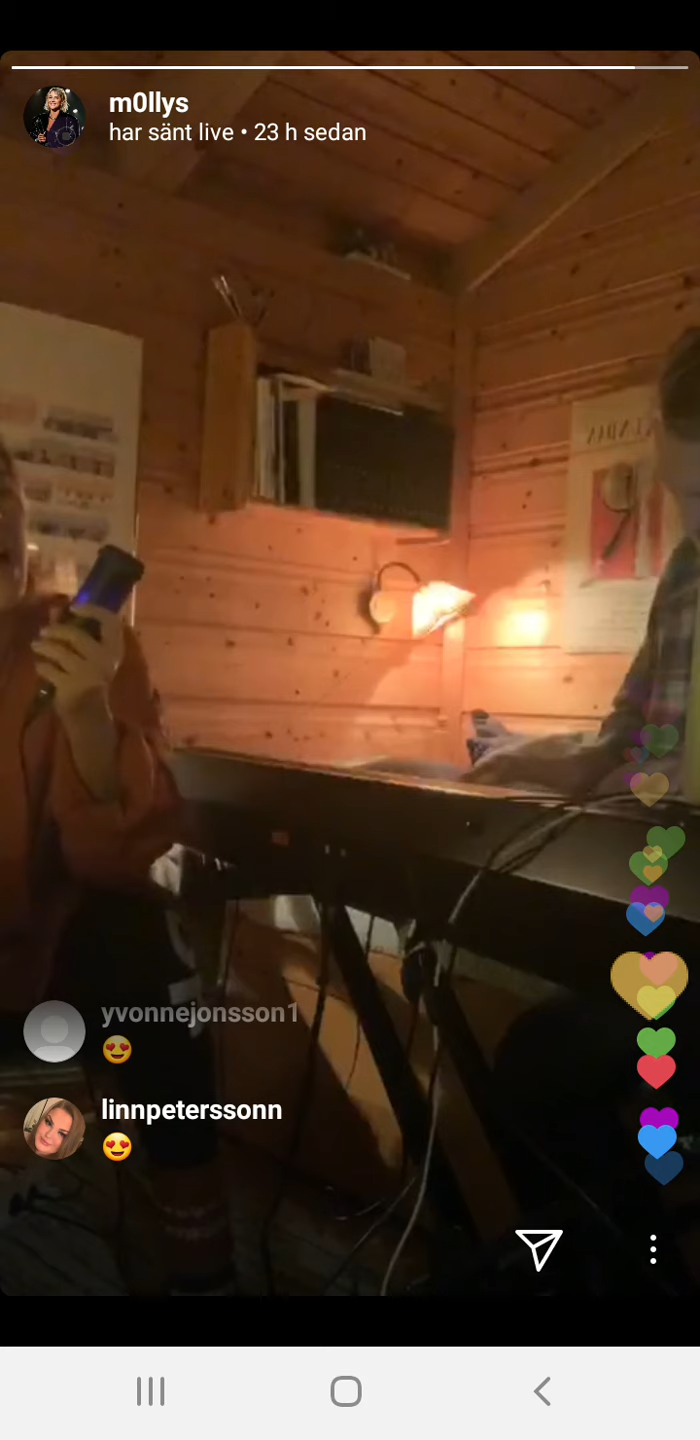 m0llys
har sänt live • 23 h sedan
yvonnejonsson1
😍
linnpeterssonn
😍